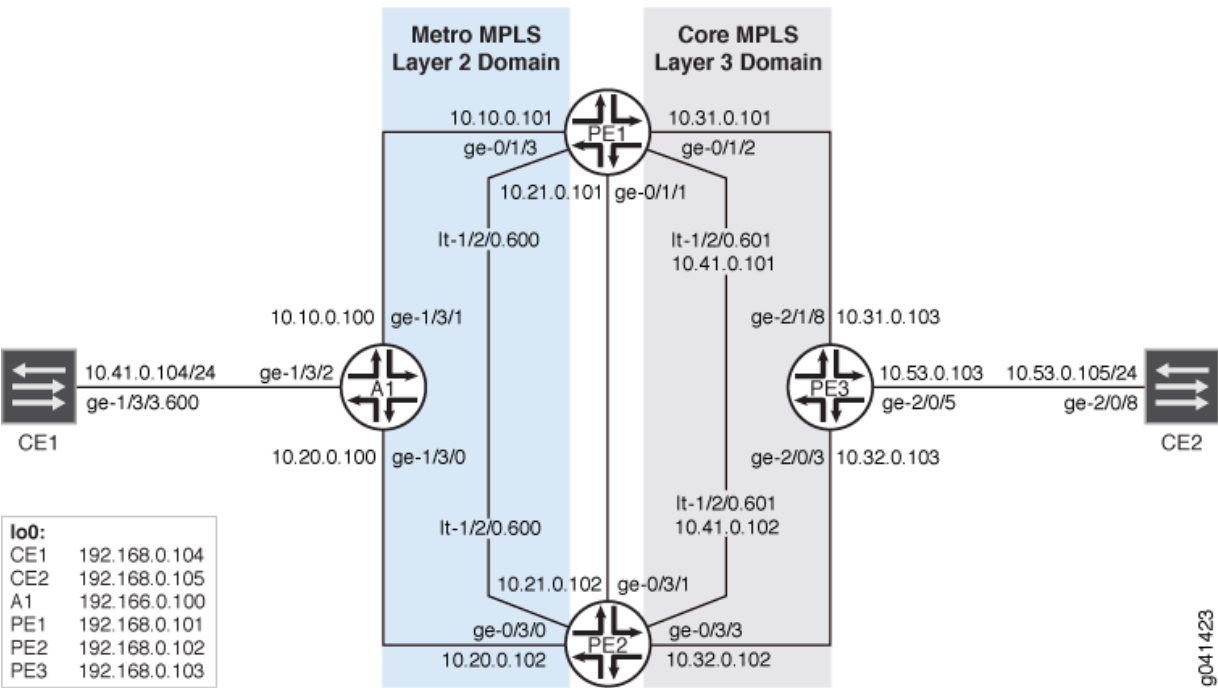 Metro MPLS
Layer 2 Domain
Core MPLS
Layer 3 Domain
10.10.0.101
10.31.0.101
PE1
ge-0/1/3
ge-0/1/2
10.21.0.101
ge-0/1/1
lt-1/2/0.600
lt-1/2/0.601
10.41.0.101
10.10.0.100
ge-1/3/1
ge-2/1/8
10.31.0.103
10.41.0.104/24
ge-1/3/2
A1
PE3
10.53.0.103
10.53.0.105/24
ge-1/3/3.600
ge-2/0/5
ge-2/0/8
CE1
CE2
10.20.0.100
ge-1/3/0
ge-2/0/3
10.32.0.103
lt-1/2/0.600
lt-1/2/0.601
10.41.0.102
10.21.0.102
ge-0/3/1
ge-0/3/0
PE2
ge-0/3/3
10.20.0.102
10.32.0.102
lo0:
CE1 192.168.0.104
CE2 192.168.0.105
A1 192.166.0.100
PE1 192.168.0.101
PE2 192.168.0.102
PE3 192.168.0.103
g041423